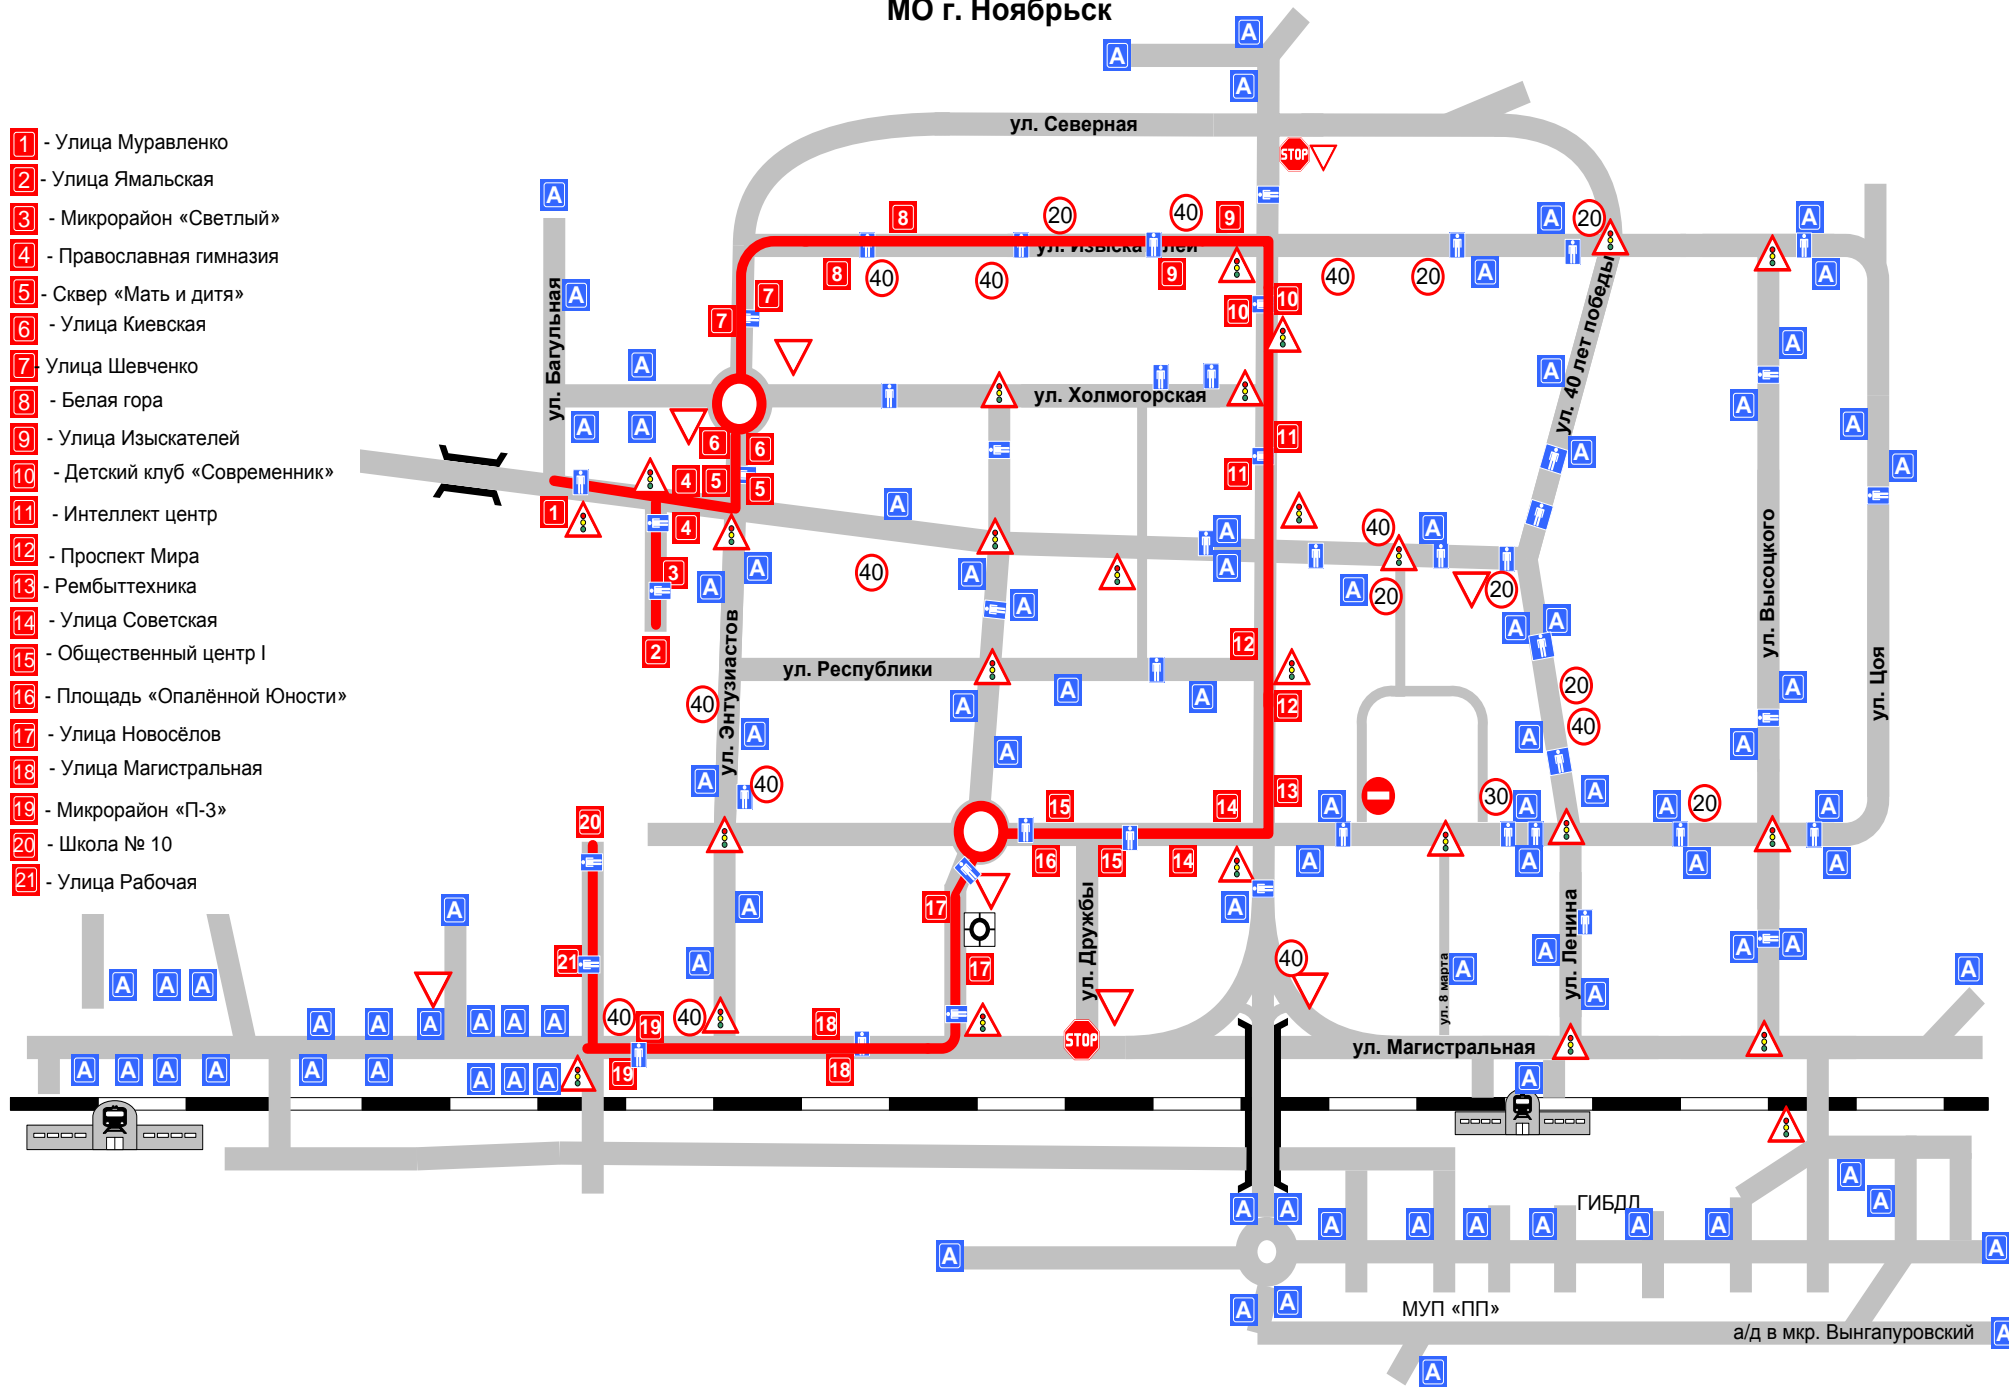 МО г. Ноябрьск
1 - Улица Муравленко
2 - Улица Ямальская
3 - Микрорайон «Светлый»
4 - Православная гимназия
5 - Сквер «Мать и дитя»
6 - Улица Киевская
7 - Улица Шевченко
8 - Белая гора
9 - Улица Изыскателей
10 - Детский клуб «Современник»
11 - Интеллект центр
12 - Проспект Мира
13 - Рембыттехника
14 - Улица Советская
15 - Общественный центр I
16 - Площадь «Опалённой Юности»
17 - Улица Новосёлов
18 - Улица Магистральная
19 - Микрорайон «П-3»
20 - Школа № 10
21 - Улица Рабочая
ул. Северная
STOP
ул. Изыска лей
ул. Багульная
ул. Холмогорская
ул. 40 лет победы
ул. Высоцкого
ул. Цоя
ул. Энтузиастов
ул. Республики
ул. Дружбы
ул. 8 марта
ул. Ленина
STOP
ул. Магистральная
ГИБДД
МУП «ПП»
а/д в мкр. Вынгапуровский